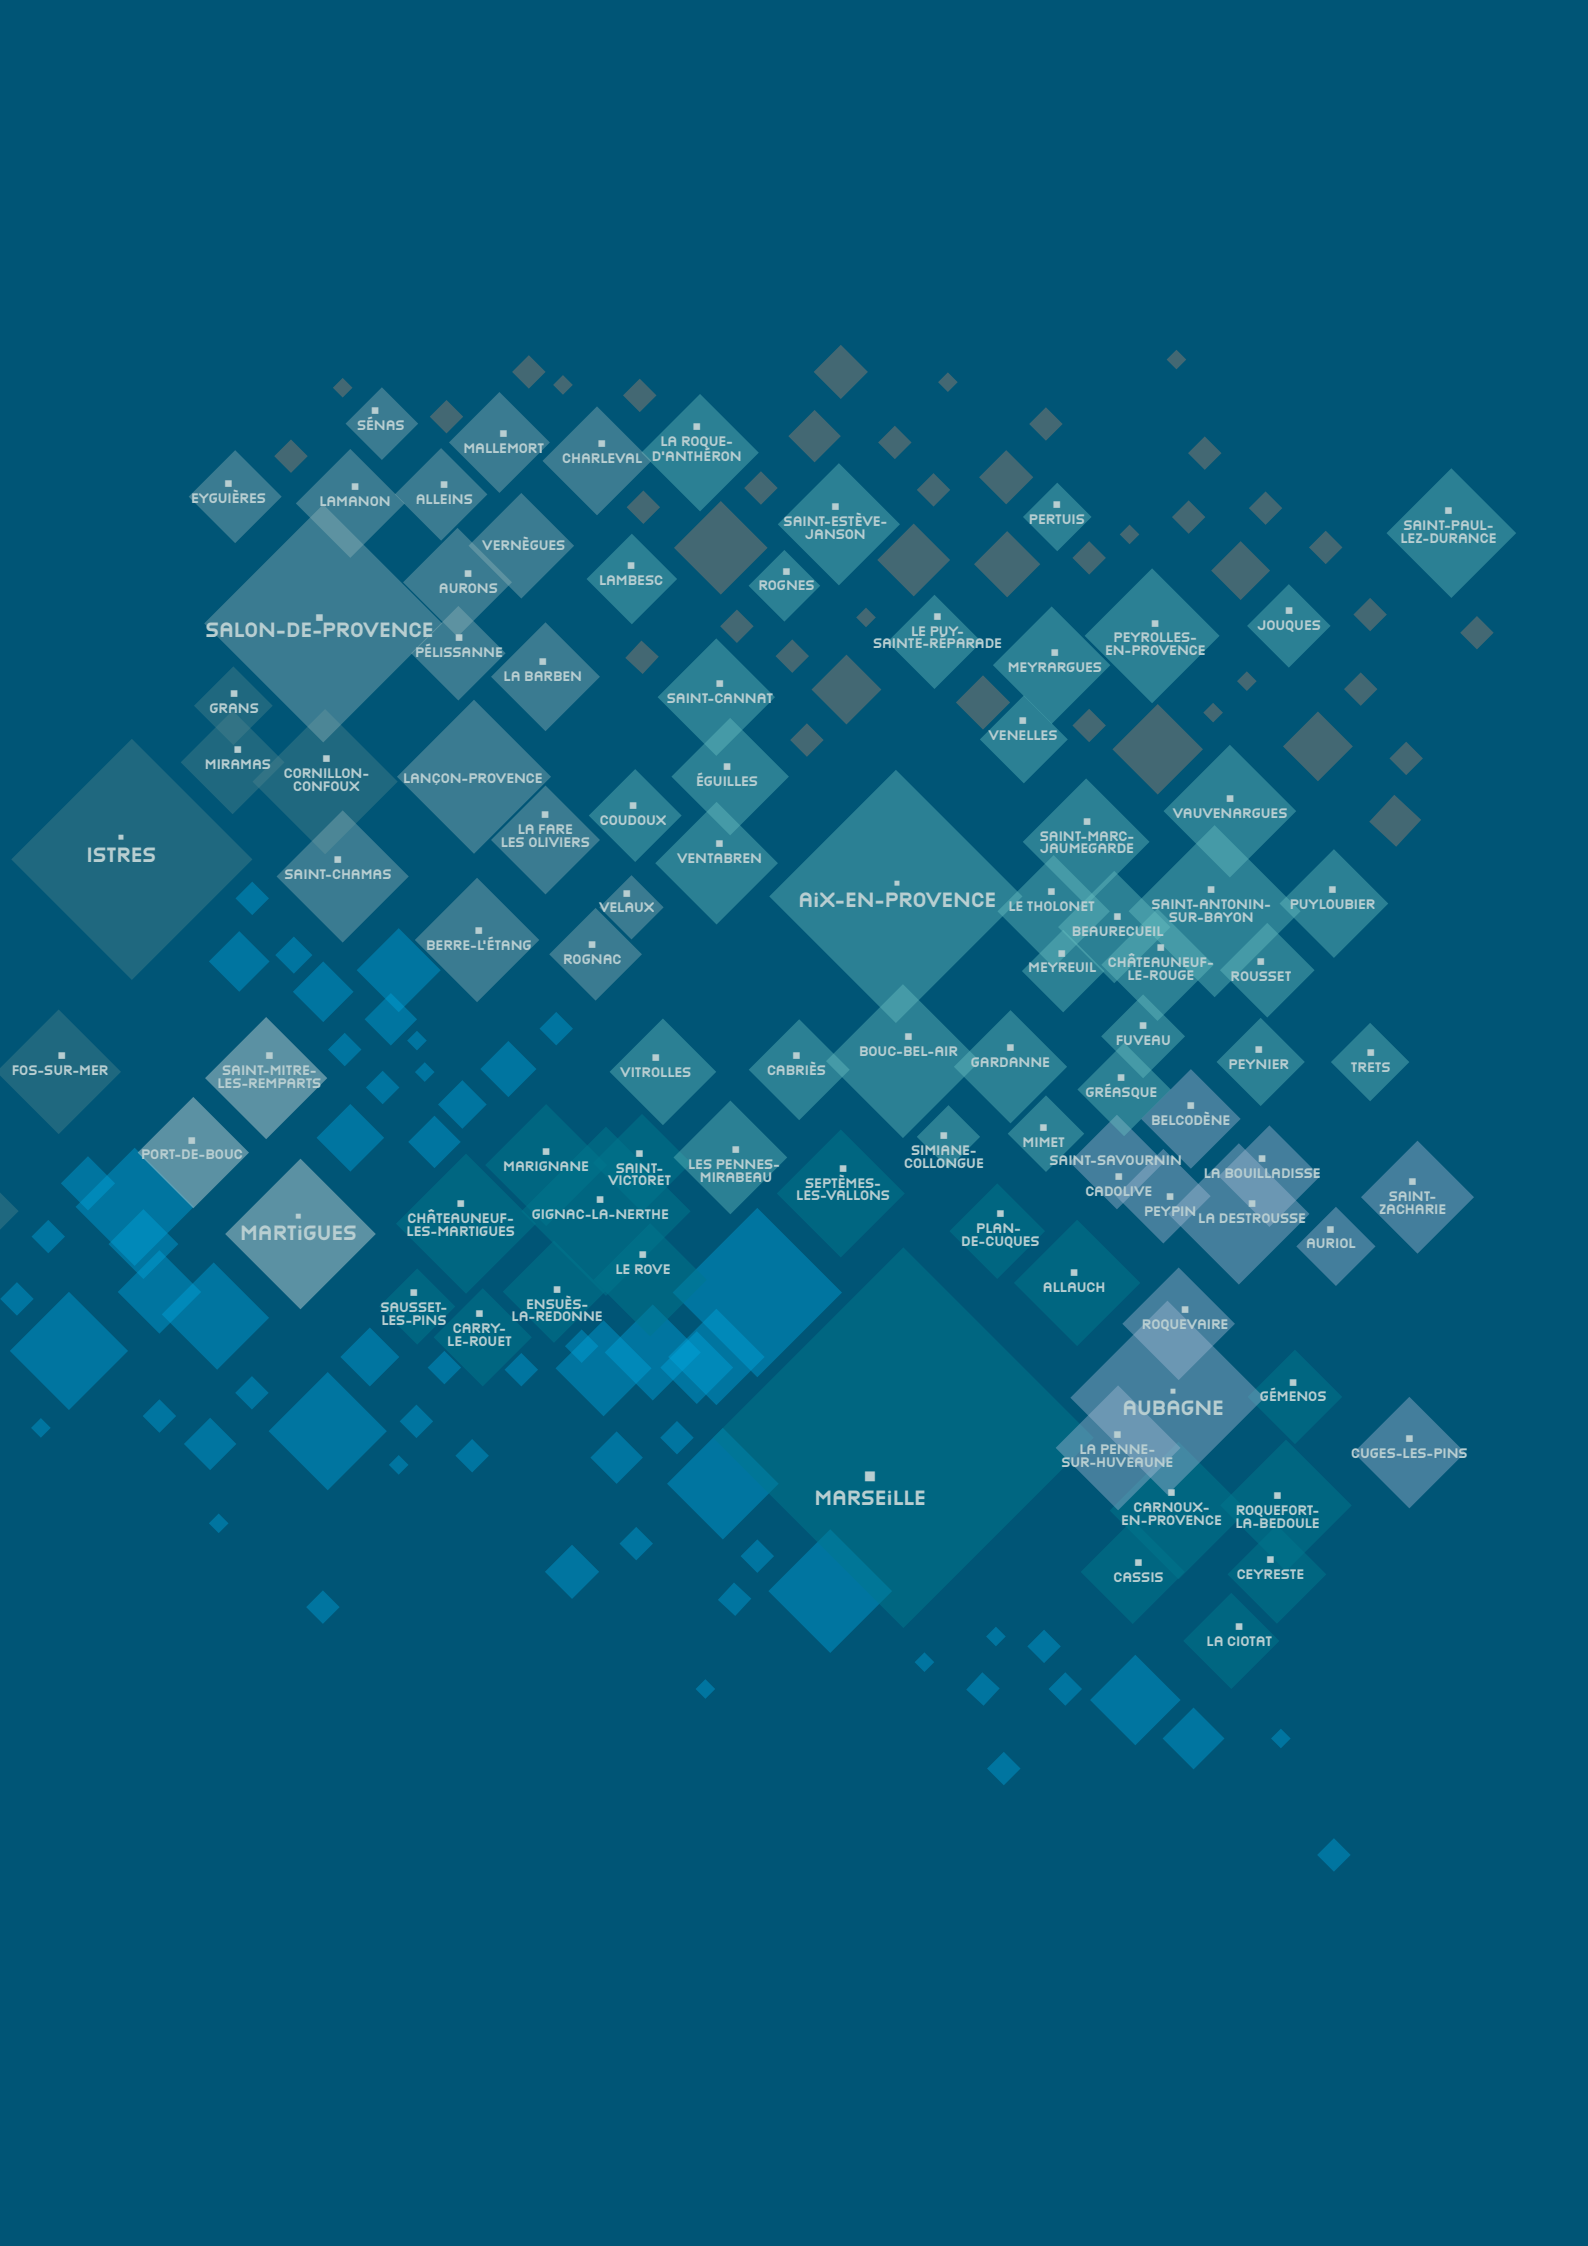 SÉNAS
MALLEMORT
CHARLEVAL
LA ROQUE-
D'ANTHÉRON
EYGUIÈRES
LAMANON
ALLEINS
SAINT-ESTÈVE-
JANSON
PERTUIS
SAINT-PAUL-
LEZ-DURANCE
VERNÈGUES
AURONS
LAMBESC
ROGNES
SALON-DE-PROVENCE
PÉLISSANNE
LE PUY-
SAINTE-RÉPARADE
PEYROLLES-
EN-PROVENCE
JOUQUES
LA BARBEN
MEYRARGUES
GRANS
SAINT-CANNAT
VENELLES
MIRAMAS
CORNILLON-
CONFOUX
LANÇON-PROVENCE
ÉGUILLES
COUDOUX
VAUVENARGUES
LA FARE
LES OLIVIERS
SAINT-MARC-
JAUMEGARDE
ISTRES
SAINT-CHAMAS
VENTABREN
AiX-EN-PROVENCE
VELAUX
LE THOLONET
SAINT-ANTONIN-
SUR-BAYON
PUYLOUBIER
BEAURECUEIL
BERRE-L'ÉTANG
ROGNAC
MEYREUIL
CHÂTEAUNEUF-
LE-ROUGE
ROUSSET
FUVEAU
BOUC-BEL-AIR
GARDANNE
PEYNIER
TRETS
FOS-SUR-MER
SAINT-MITRE-
LES-REMPARTS
VITROLLES
CABRIÈS
GRÉASQUE
BELCODÈNE
PORT-DE-BOUC
MARIGNANE
SAINT-
VICTORET
LES PENNES-
MIRABEAU
SIMIANE-
COLLONGUE
MIMET
SAINT-SAVOURNIN
LA BOUILLADISSE
SEPTÈMES-
LES-VALLONS
CADOLIVE
PEYPIN
LA DESTROUSSE
SAINT-
ZACHARIE
MARTiGUES
CHÂTEAUNEUF-
LES-MARTIGUES
GIGNAC-LA-NERTHE
PLAN-
DE-CUQUES
AURIOL
LE ROVE
ALLAUCH
SAUSSET-
LES-PINS
ENSUÈS-
LA-REDONNE
CARRY-
LE-ROUET
ROQUEVAIRE
AUBAGNE
GÉMENOS
LA PENNE-
SUR-HUVEAUNE
CUGES-LES-PINS
MARSEiLLE
CARNOUX-
EN-PROVENCE
ROQUEFORT-
LA-BEDOULE
CASSIS
CEYRESTE
LA CIOTAT